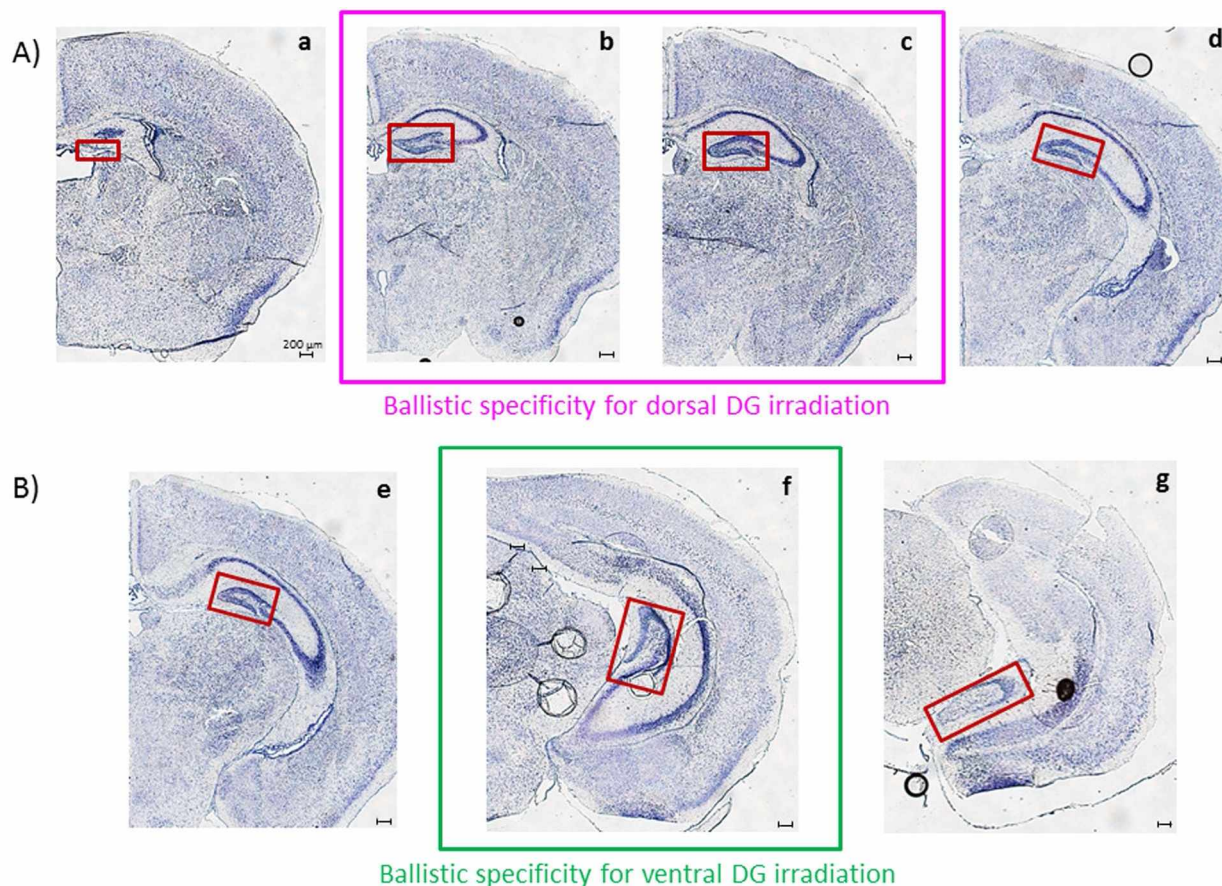 A)
a
b
c
d
200 µm
Ballistic specificity for dorsal DG irradiation
B)
e
f
g
Ballistic specificity for ventral DG irradiation